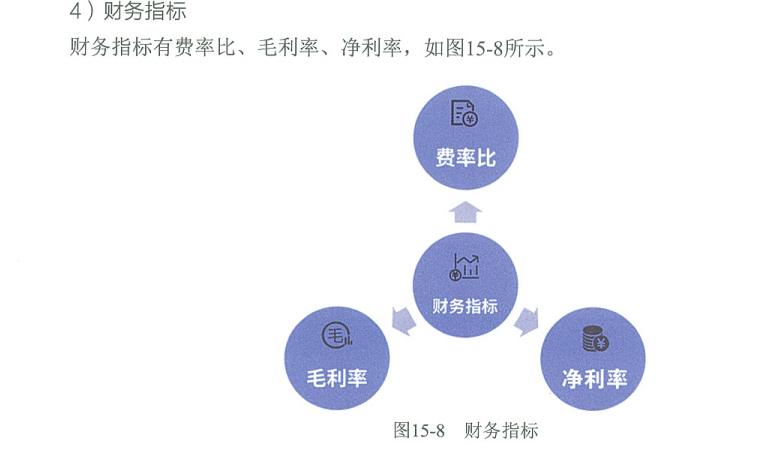 4）财务指标
财务指标有费率比、毛利率、净利率，如图15-8所示。
费率比
财务指标
毛利率
净利率
图15-8 财务指标